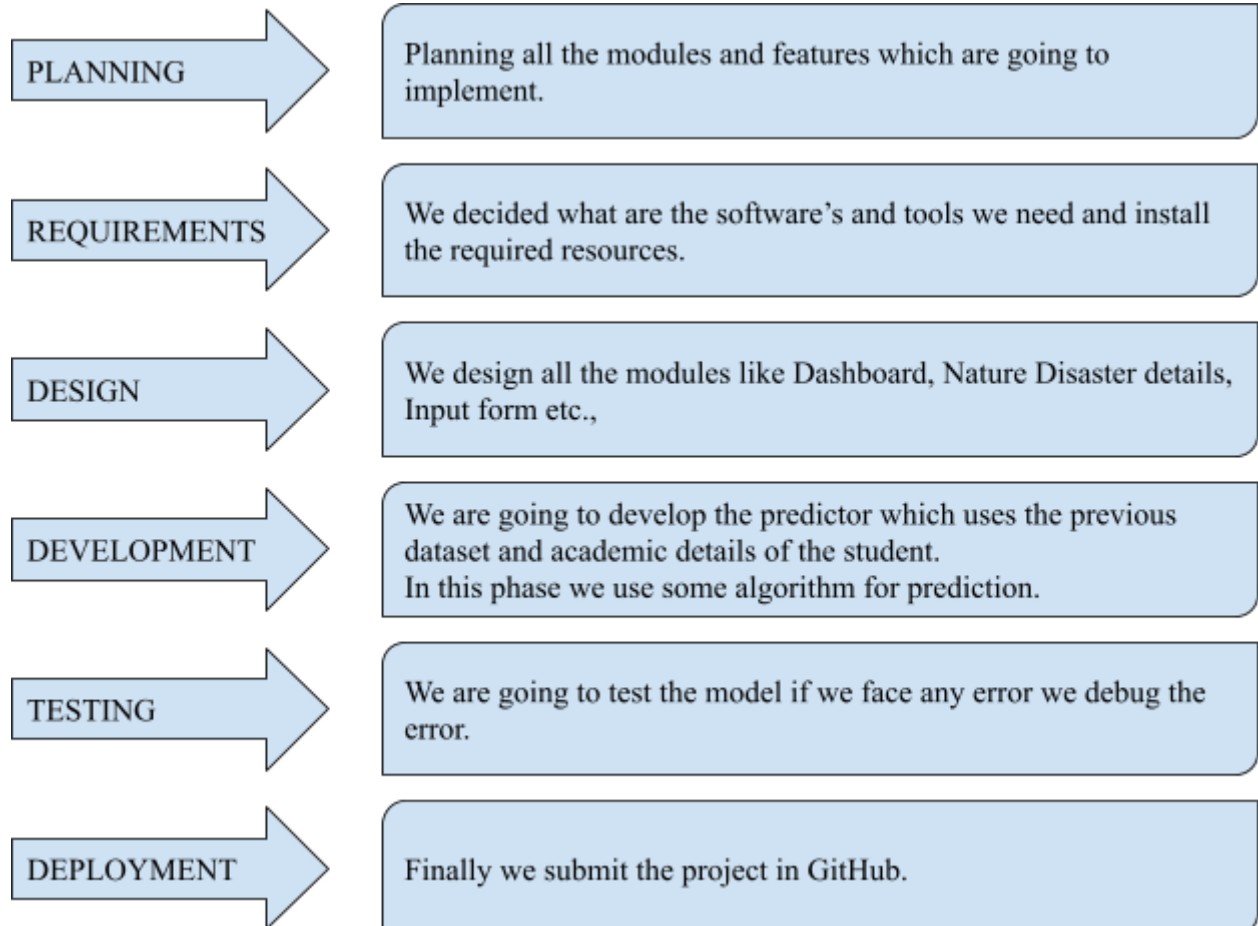 PLANNING
Planning all the modules and features which are going to
implement.
REQUIREMENTS
We decided what are the software’s and tools we need and install
the required resources.
DESIGN
We design all the modules like Dashboard, Nature Disaster details,
Input form etc.,
DEVELOPMENT
We are going to develop the predictor which uses the previous
dataset and academic details of the student.
In this phase we use some algorithm for prediction.
TESTING
We are going to test the model if we face any error we debug the
error.
DEPLOYMENT
Finally we submit the project in GitHub.